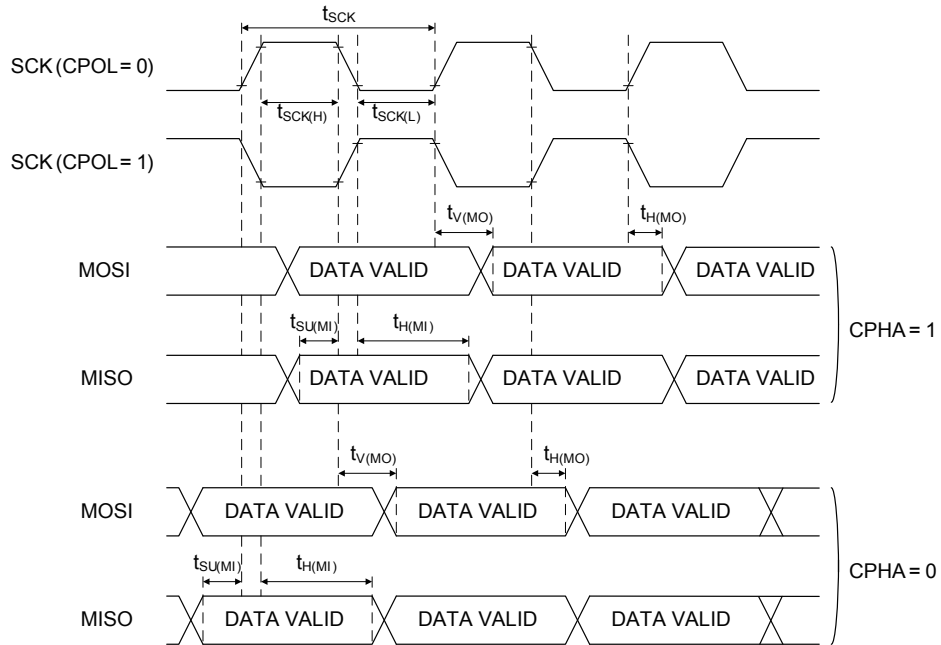 tSCK
SCK (CPOL = 0)
tSCK(H)
tSCK(L)
SCK (CPOL = 1)
tV(MO)
tH(MO)
MOSI
DATA VALID
DATA VALID
DATA VALID
tSU(MI)
tH(MI)
CPHA = 1
MISO
DATA VALID
DATA VALID
DATA VALID
tV(MO)
tH(MO)
MOSI
DATA VALID
DATA VALID
DATA VALID
tSU(MI)
tH(MI)
CPHA = 0
MISO
DATA VALID
DATA VALID
DATA VALID